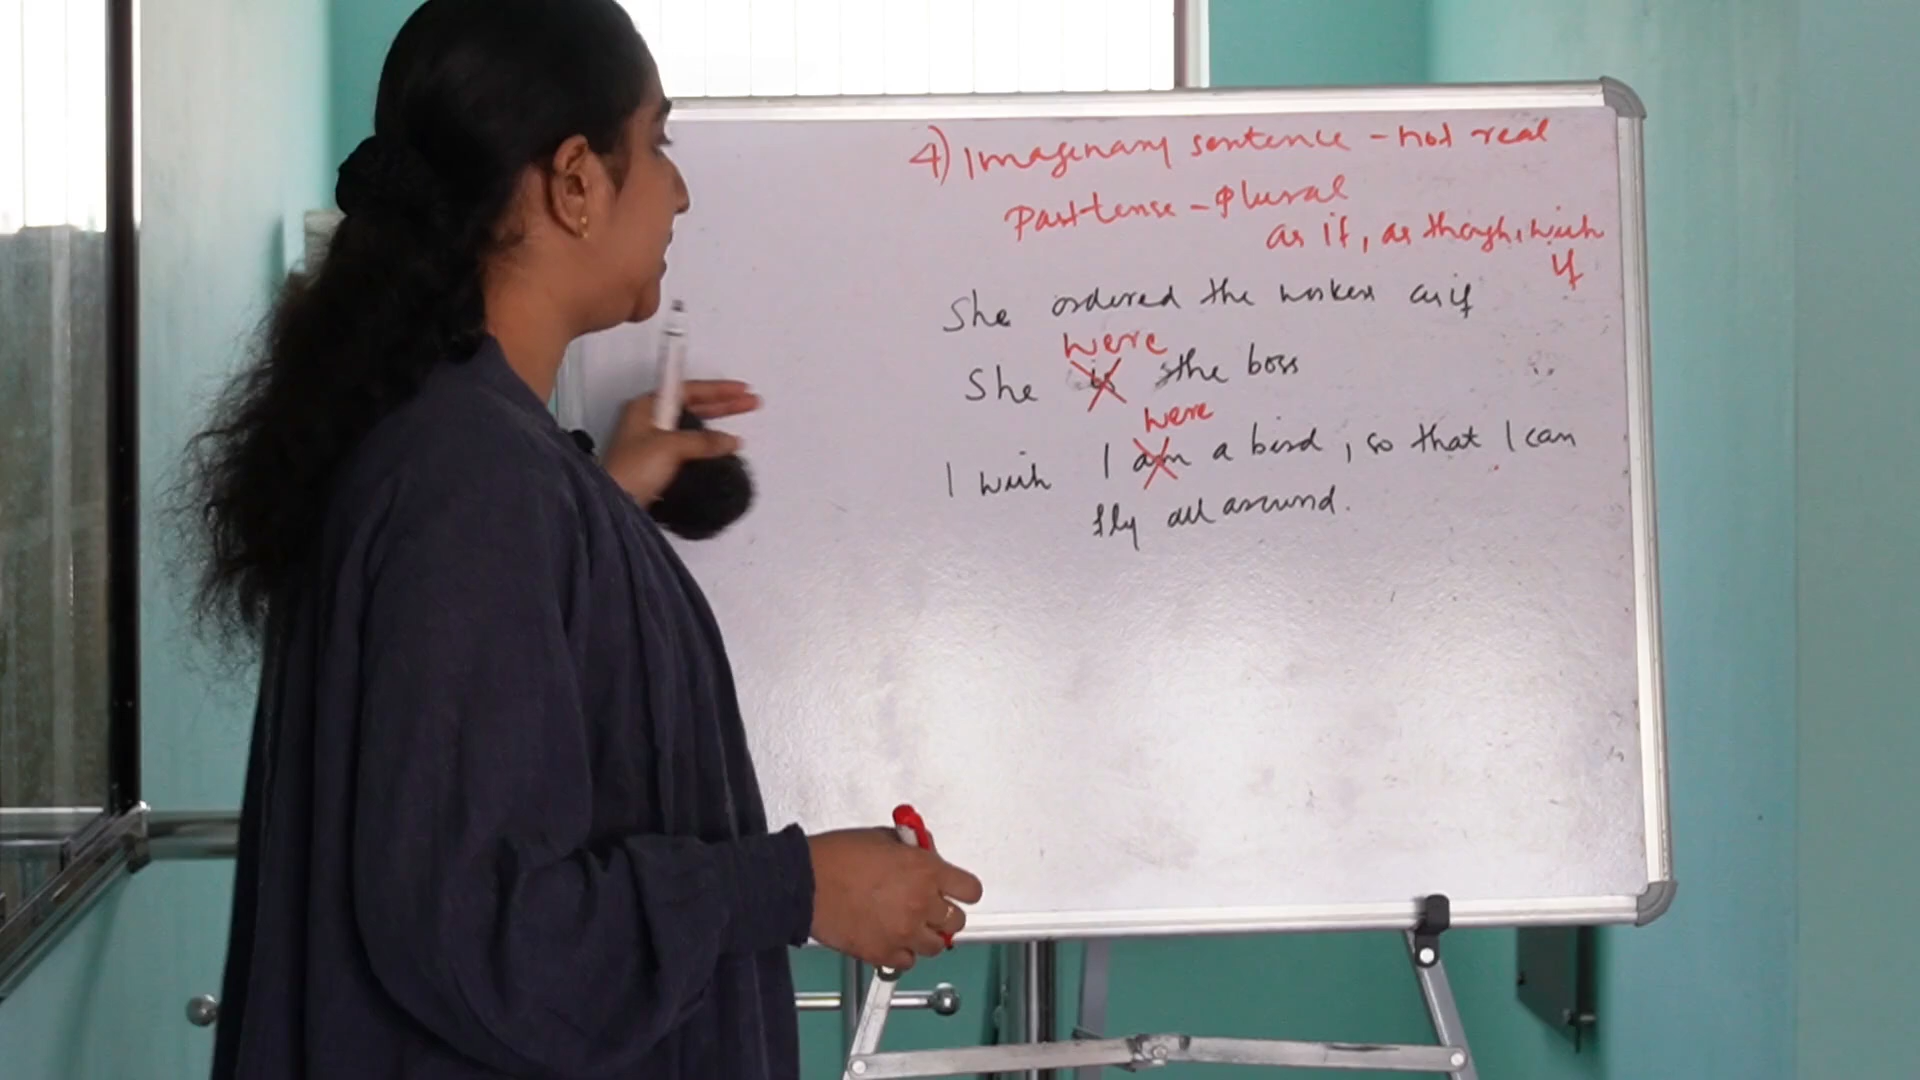 4) Imaginary sentence - not real
Past tense - Plural
as if, as though, wish
If
She ordered the workers as if
were
She is the boss
were
I wish I am a bird, so that I can
fly all around.